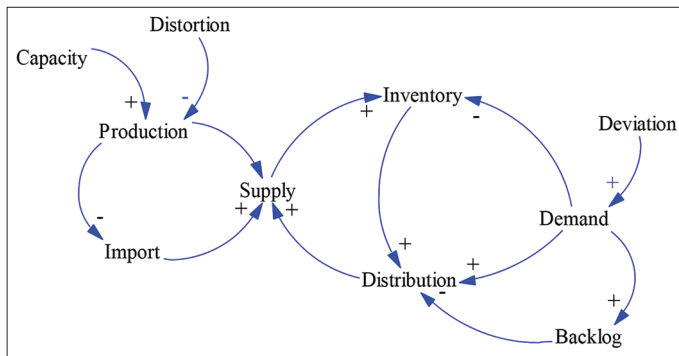 Distortion
Capacity
+
-
Production
-
Import
Supply
+
+
Inventory
+
-
Deviation
+
Demand
+
+
Distribution
-
+
Backlog